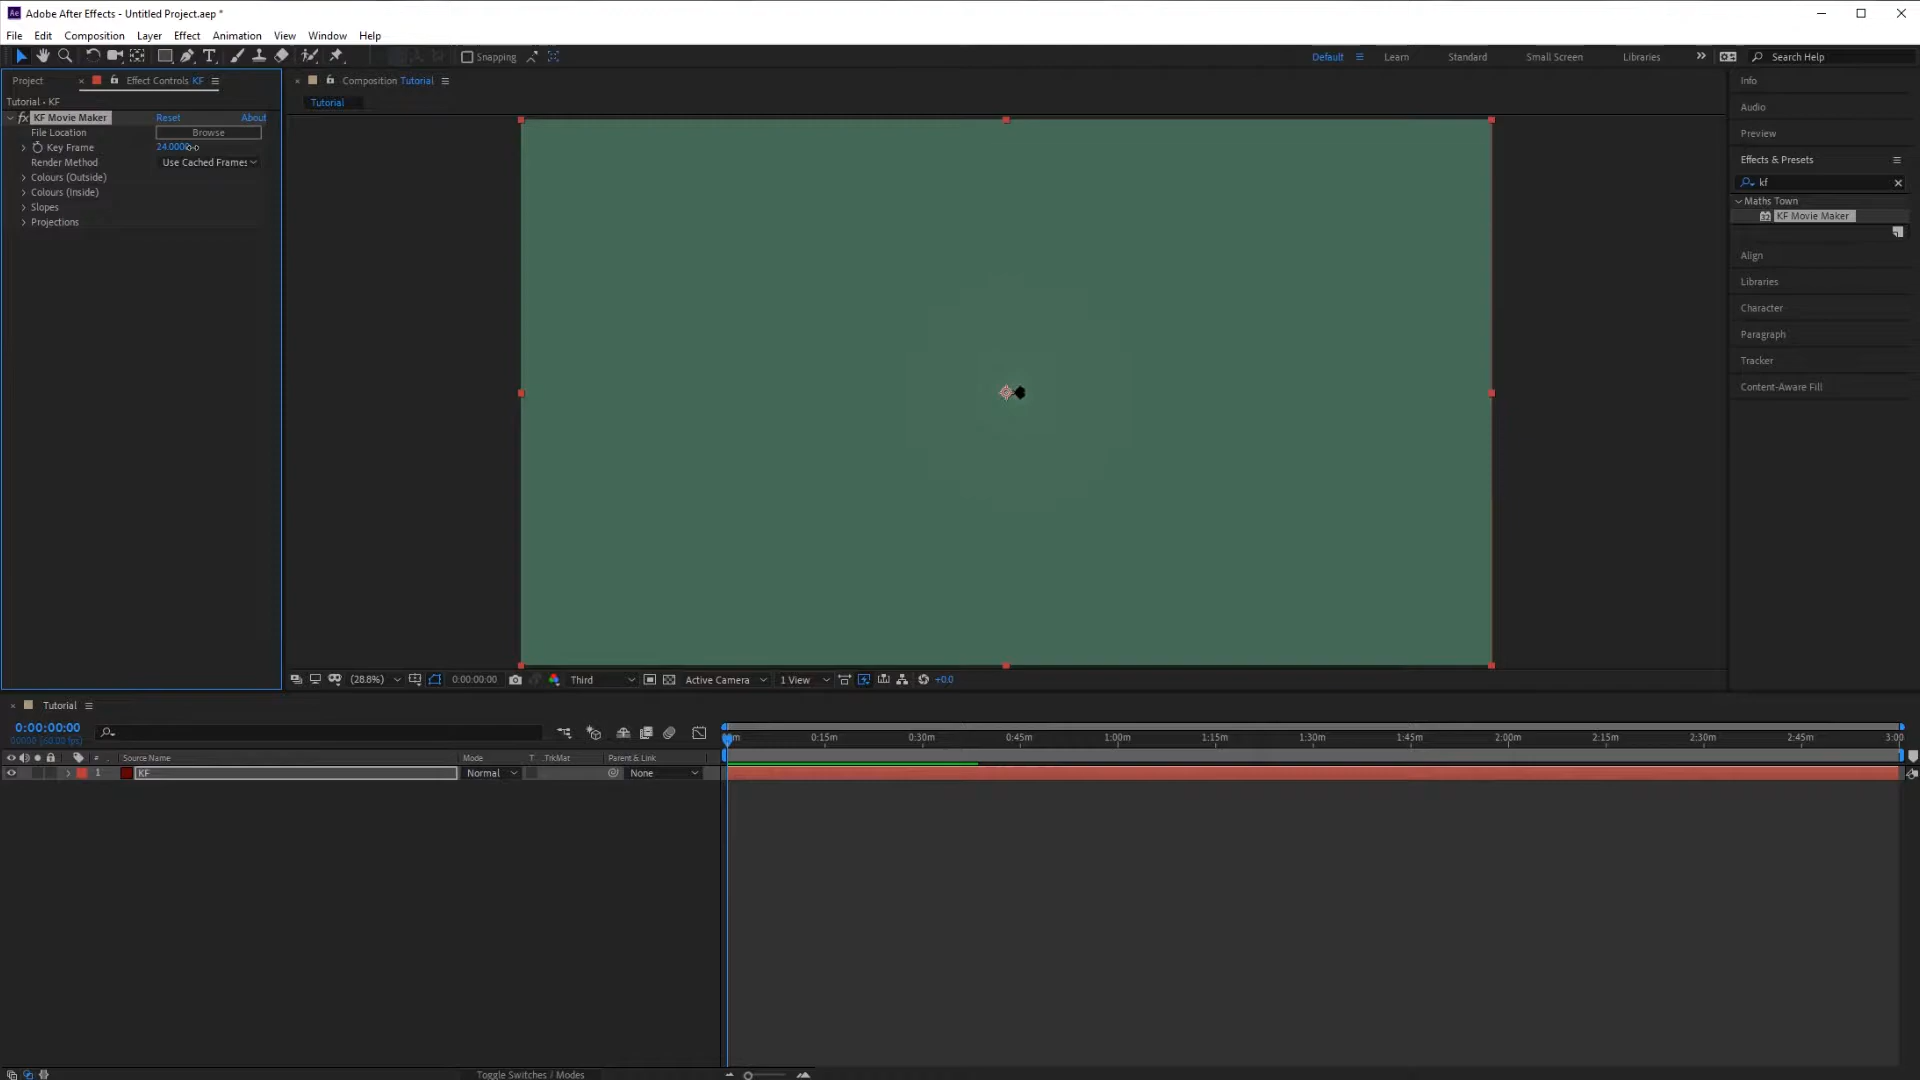 Adobe After Effects - Untitled Project.aep *
File Edit Composition Layer Effect Animation View Window Help
Snapping Default Learn Standard Small Screen Libraries Search Help
Project Effect Controls KF Composition Tutorial Info
Tutorial • KF Tutorial
KF Movie Maker Reset About
File Location Browse
Key Frame
Render Method Use Cached Frames
Colours (Outside)
Colours (Inside)
Slopes
Projections
Audio
Preview
Effects & Presets
kf
Maths Town
KF Movie Maker
Align
Libraries
Character
Paragraph
Tracker
Content-Aware Fill
(28.8%) 0:00:00:00 Third Active Camera 1 View +0.0
Tutorial
0:00:00:00
00000 (60.00 fps)
0:15m 0:30m 0:45m 1:00m 1:15m 1:30m 1:45m 2:00m 2:15m 2:30m 2:45m 3:00
# Source Name Mode T .TrkMat Parent & Link
1 KF Normal None
Toggle Switches / Modes